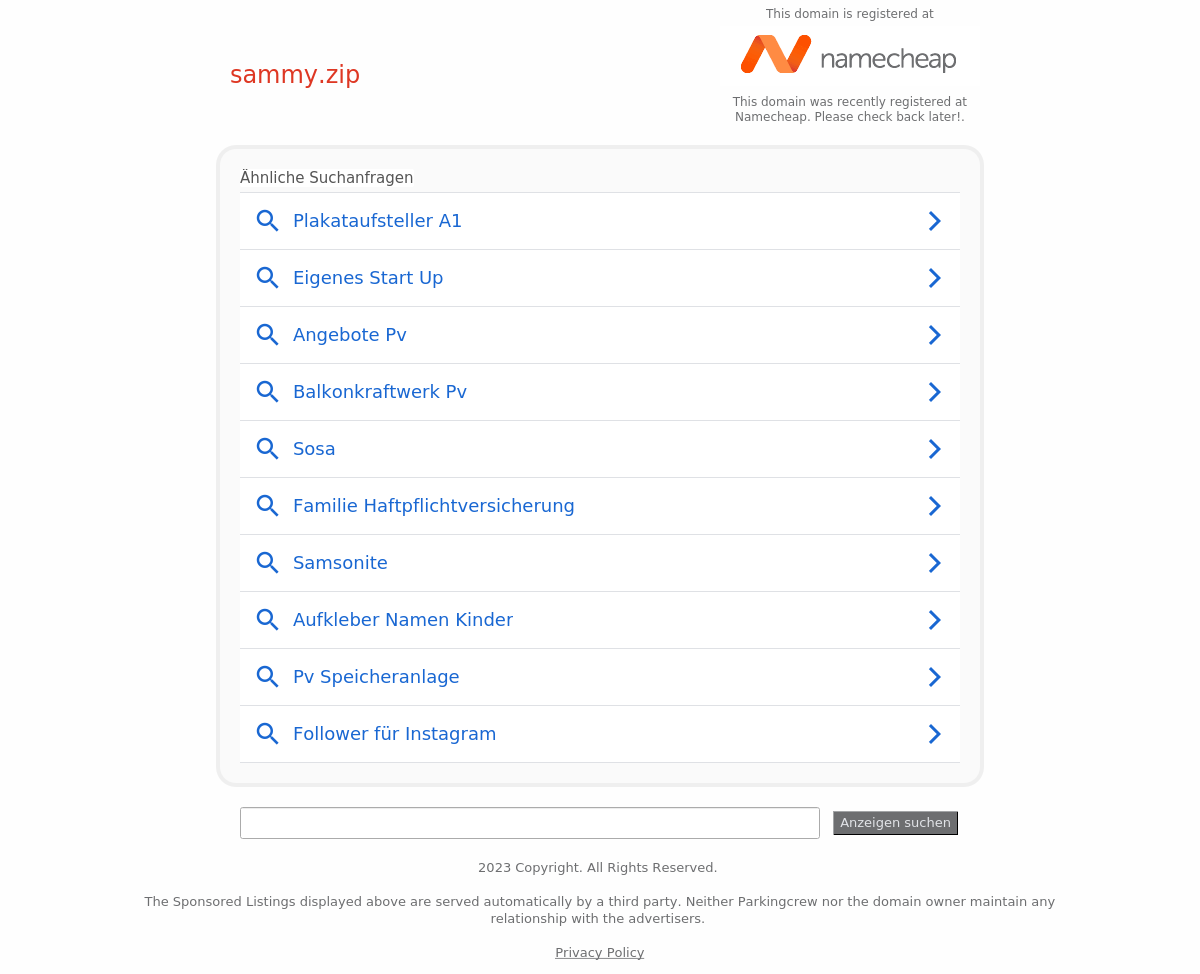 This domain is registered at
namecheap
sammy.zip
This domain was recently registered at
Namecheap. Please check back later!.
Ähnliche Suchanfragen
Plakataufsteller A1
Eigenes Start Up
Angebote Pv
Balkonkraftwerk Pv
Sosa
Familie Haftpflichtversicherung
Samsonite
Aufkleber Namen Kinder
Pv Speicheranlage
Follower für Instagram
Anzeigen suchen
2023 Copyright. All Rights Reserved.
The Sponsored Listings displayed above are served automatically by a third party. Neither Parkingcrew nor the domain owner maintain any
relationship with the advertisers.
Privacy Policy